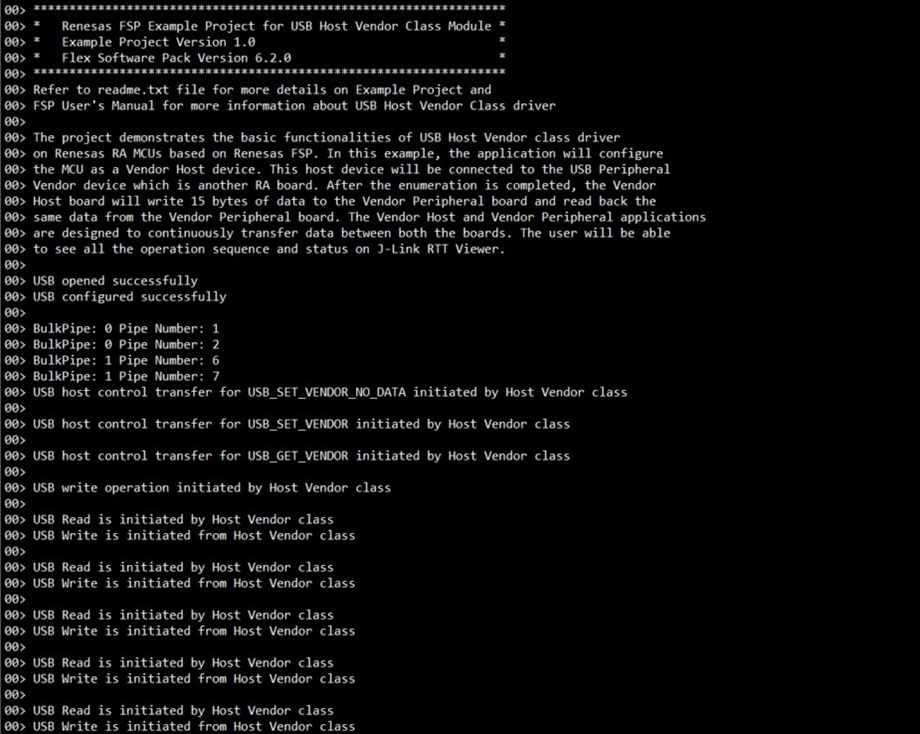 00> ******************************************************************
00> *   Renesas FSP Example Project for USB Host Vendor Class Module *
00> *   Example Project Version 1.0                                  *
00> *   Flex Software Pack Version 6.2.0                             *
00> ******************************************************************
00> Refer to readme.txt file for more details on Example Project and
00> FSP User's Manual for more information about USB Host Vendor Class driver
00>
00> The project demonstrates the basic functionalities of USB Host Vendor class driver
00> on Renesas RA MCUs based on Renesas FSP. In this example, the application will configure
00> the MCU as a Vendor Host device. This host device will be connected to the USB Peripheral
00> Vendor device which is another RA board. After the enumeration is completed, the Vendor
00> Host board will write 15 bytes of data to the Vendor Peripheral board and read back the
00> same data from the Vendor Peripheral board. The Vendor Host and Vendor Peripheral applications
00> are designed to continuously transfer data between both the boards. The user will be able
00> to see all the operation sequence and status on J-Link RTT Viewer.
00>
00> USB opened successfully
00> USB configured successfully
00>
00> BulkPipe: 0 Pipe Number: 1
00> BulkPipe: 0 Pipe Number: 2
00> BulkPipe: 1 Pipe Number: 6
00> BulkPipe: 1 Pipe Number: 7
00> USB host control transfer for USB_SET_VENDOR_NO_DATA initiated by Host Vendor class
00>
00> USB host control transfer for USB_SET_VENDOR initiated by Host Vendor class
00>
00> USB host control transfer for USB_GET_VENDOR initiated by Host Vendor class
00>
00> USB write operation initiated by Host Vendor class
00>
00> USB Read is initiated by Host Vendor class
00> USB Write is initiated from Host Vendor class
00>
00> USB Read is initiated by Host Vendor class
00> USB Write is initiated from Host Vendor class
00>
00> USB Read is initiated by Host Vendor class
00> USB Write is initiated from Host Vendor class
00>
00> USB Read is initiated by Host Vendor class
00> USB Write is initiated from Host Vendor class
00>
00> USB Read is initiated by Host Vendor class
00> USB Write is initiated from Host Vendor class